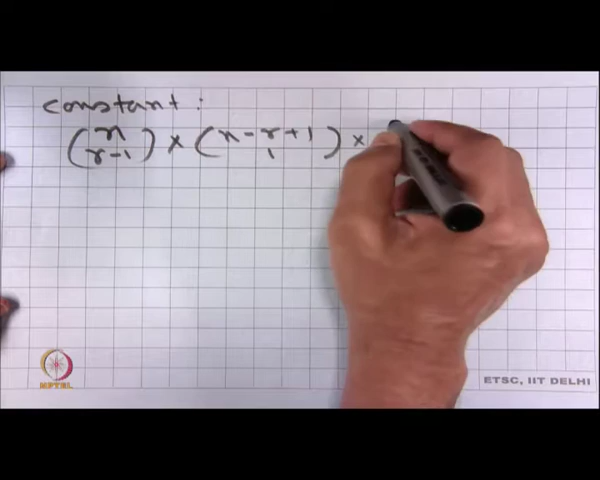 constant :
(n r-1) × (n-r+1 1) ×
NPTEL
ETSC, IIT DELHI